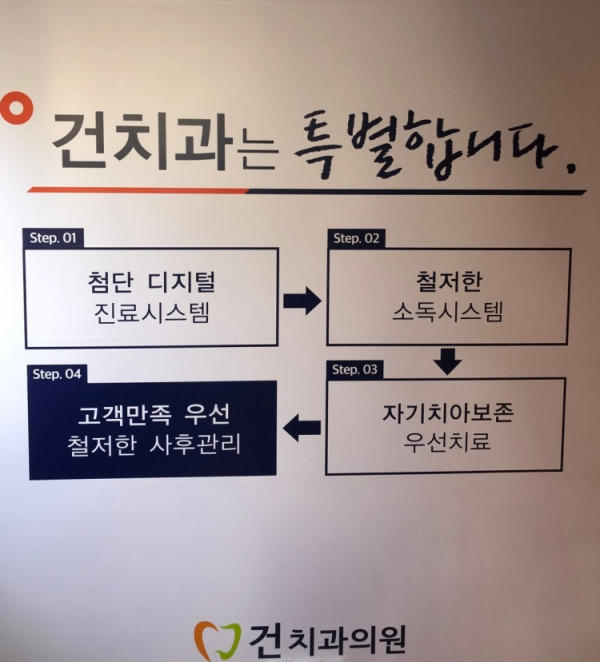 건치과는 특별합니다.
Step. 01
첨단 디지털
진료시스템
Step. 02
철저한
소독시스템
Step. 03
자기치아보존
우선치료
Step. 04
고객만족 우선
철저한 사후관리
건치과의원